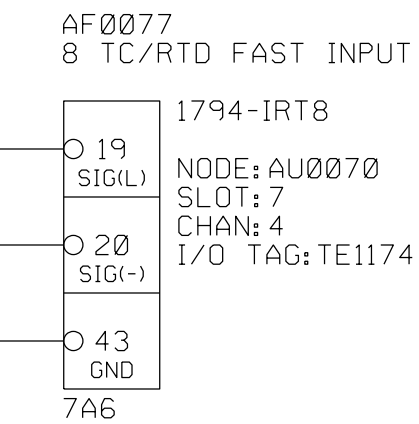 AF0077
8 TC/RTD FAST INPUT
1794-IRT8
19
SIG(L)
NODE:AU0070
SLOT:7
CHAN:4
I/O TAG:TE1174
20
SIG(-)
43
GND
7A6